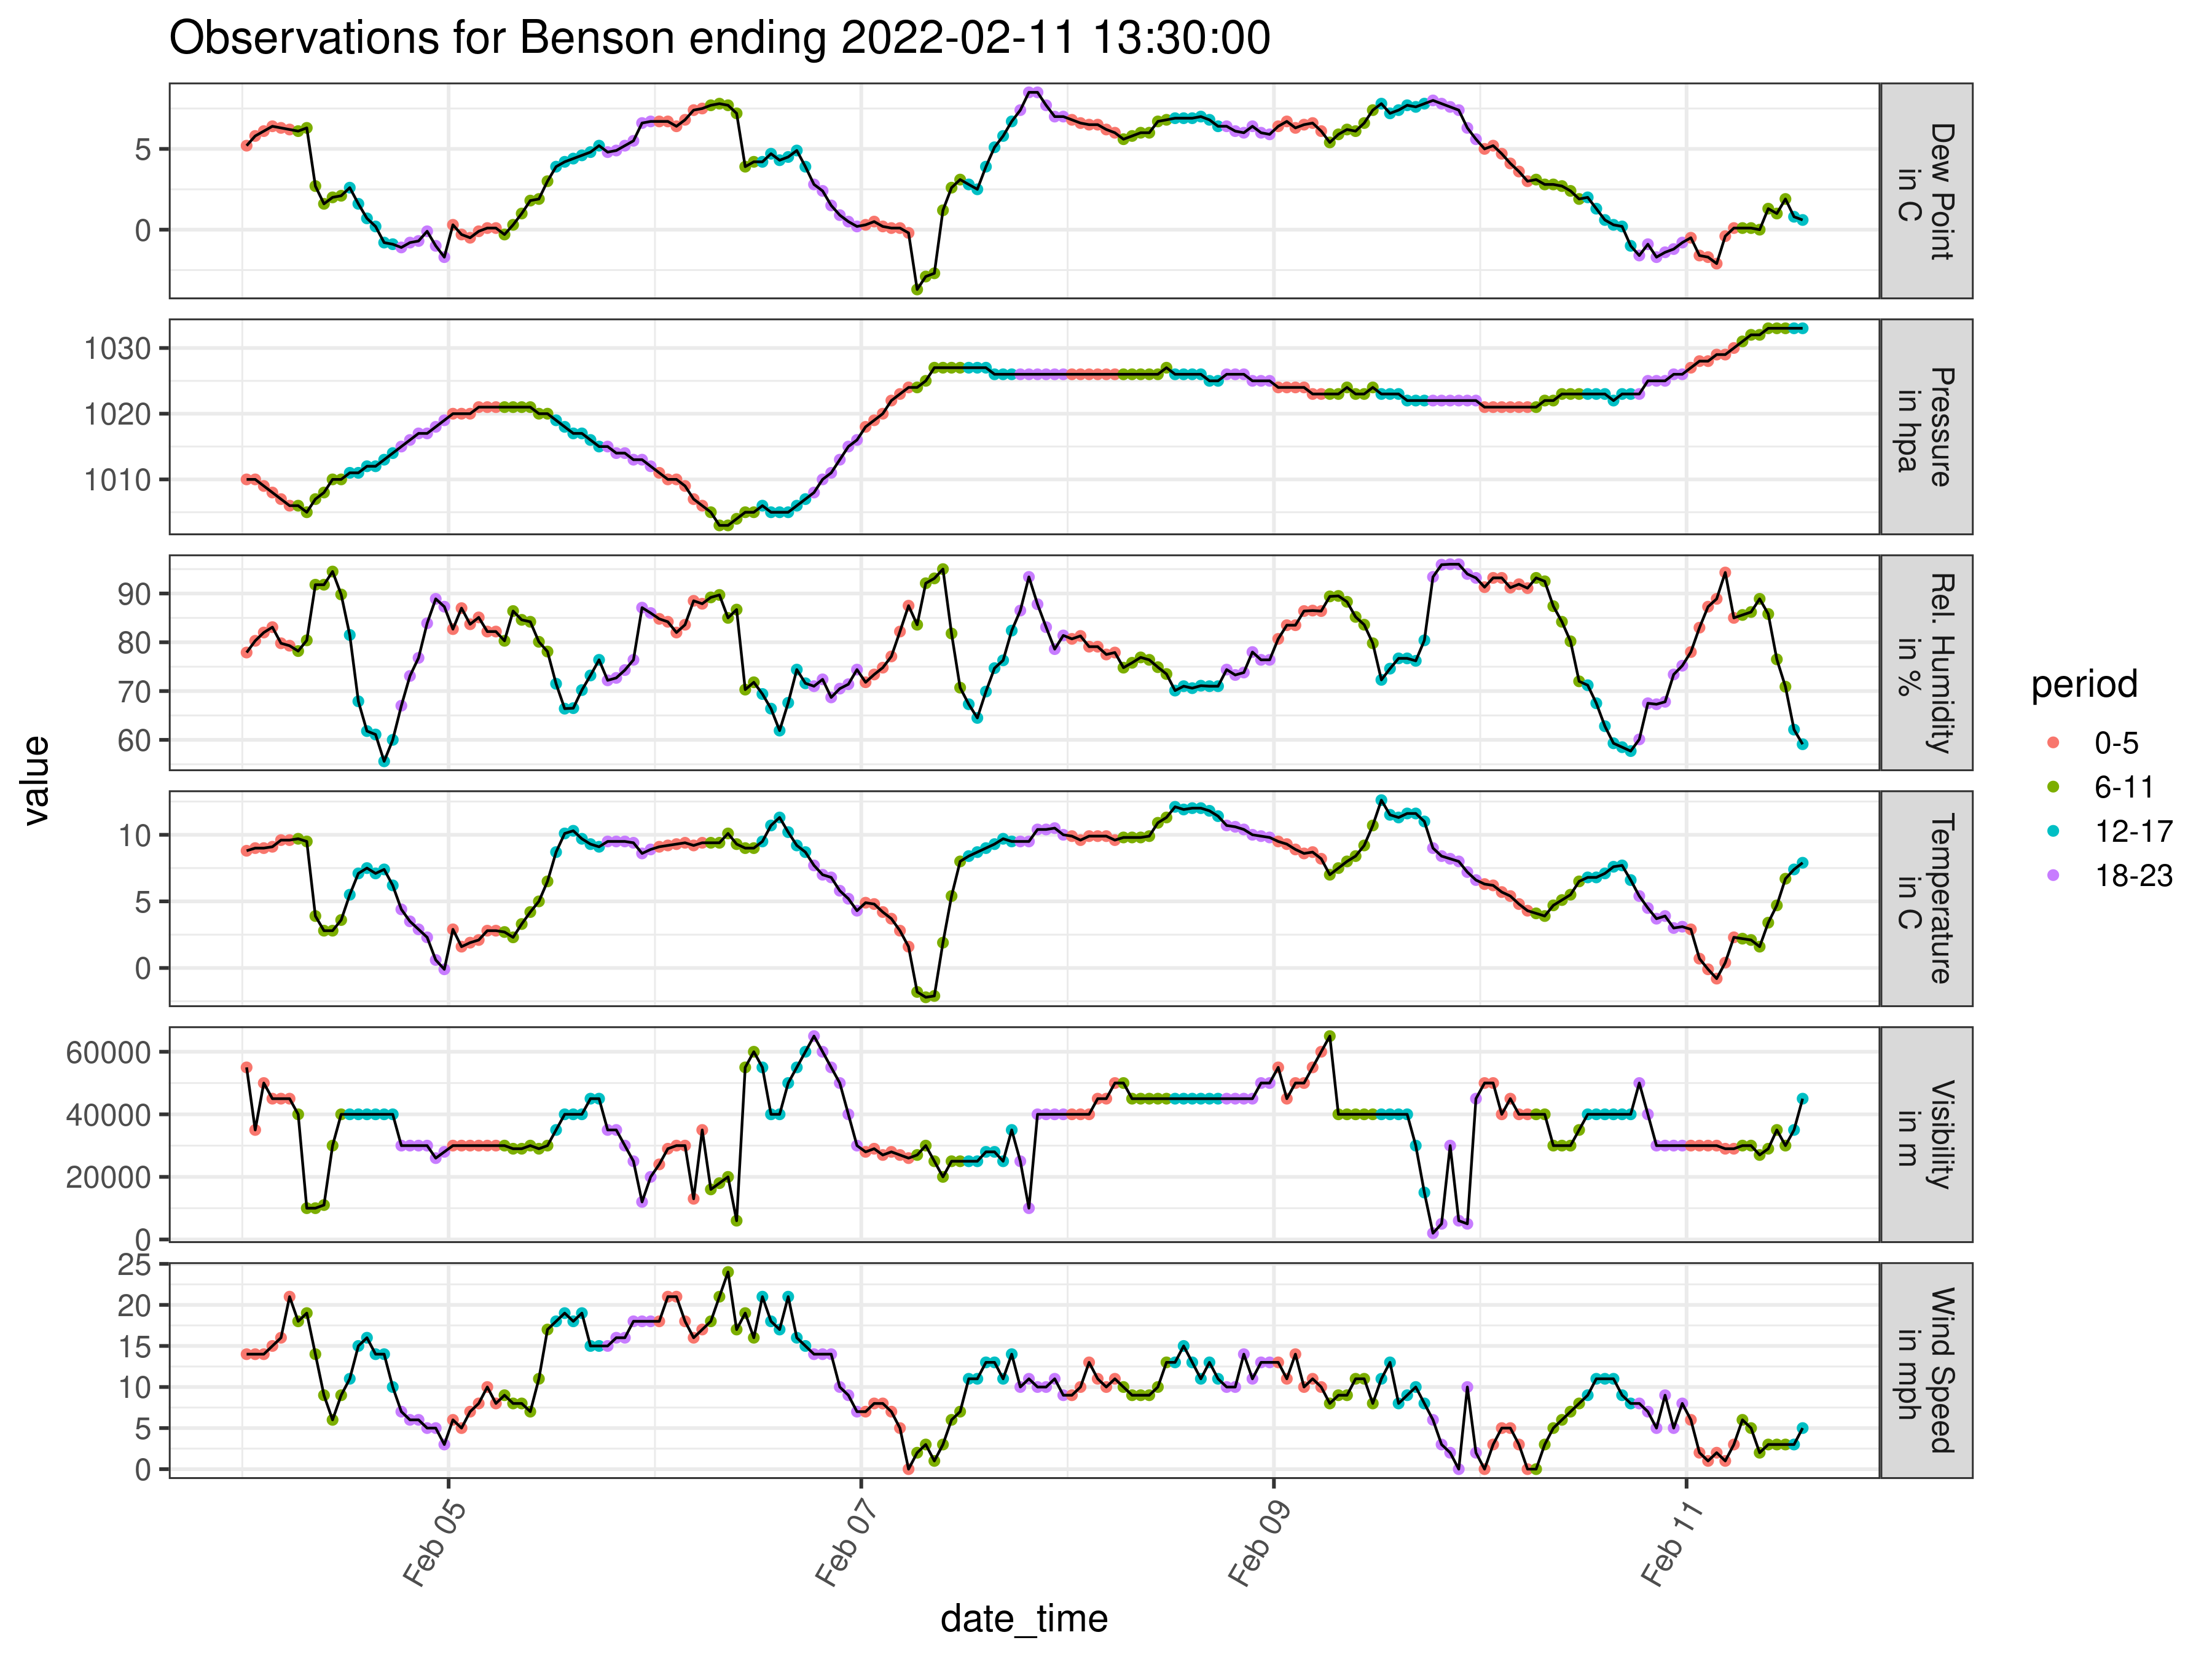 Observations for Benson ending 2022-02-11 13:30:00
value
5
0
Dew Point
in C
1030
1020
1010
Pressure
in hpa
90
80
70
60
Rel. Humidity
in %
10
5
0
Temperature
in C
60000
40000
20000
0
Visibility
in m
25
20
15
10
5
0
Wind Speed
in mph
Feb 05
Feb 07
Feb 09
Feb 11
date_time
period
0-5
6-11
12-17
18-23